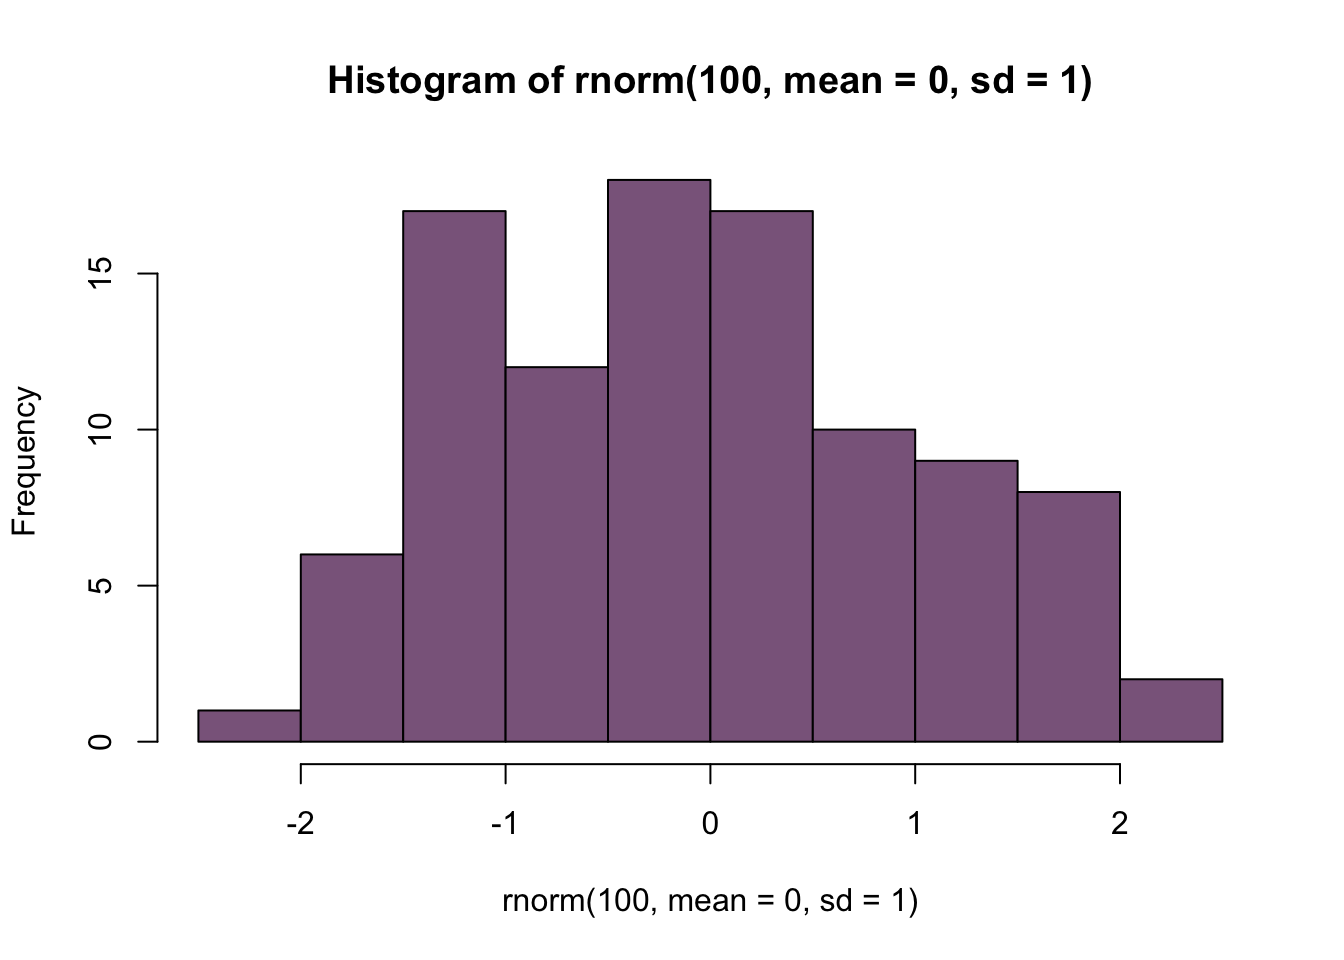 Histogram of rnorm(100, mean = 0, sd = 1)
Frequency
15
10
5
0
-2 -1 0 1 2
rnorm(100, mean = 0, sd = 1)